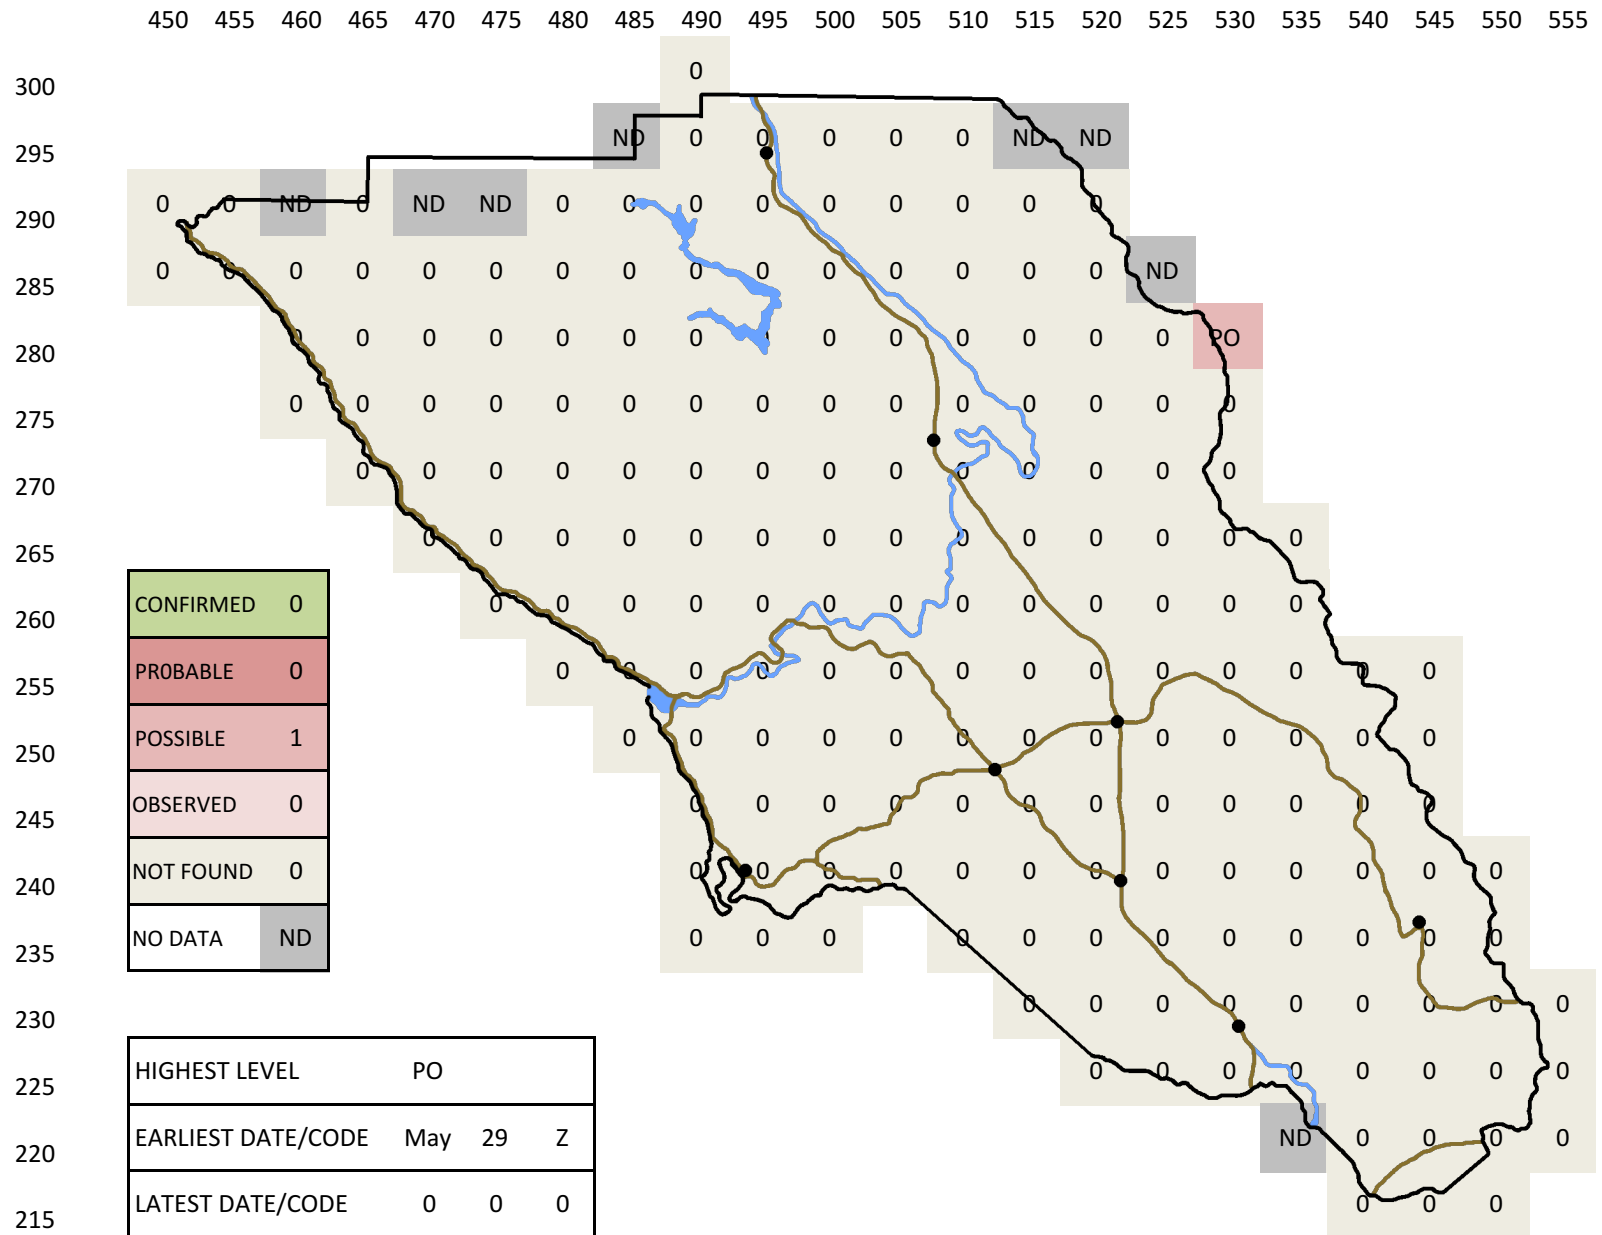 450 455 460 465 470 475 480 485 490 495 500 505 510 515 520 525 530 535 540 545 550 555
0
300
ND 0 0 0 0 0 ND ND
295
0 0 ND 0 ND ND 0 0 0 0 0 0 0 0 0
290
0 0 0 0 0 0 0 0 0 0 0 0 0 0 0 ND
285
0 0 0 0 0 0 0 0 0 0 0 0 0 0 PO
280
0 0 0 0 0 0 0 0 0 0 0 0 0 0 0
275
0 0 0 0 0 0 0 0 0 0 0 0 0 0
270
0 0 0 0 0 0 0 0 0 0 0 0 0 0
265
CONFIRMED 0 0 0 0 0 0 0 0 0 0 0 0 0 0
260
PR0BABLE 0 0 0 0 0 0 0 0 0 0 0 0 0 0 0
255
POSSIBLE 1 0 0 0 0 0 0 0 0 0 0 0 0 0
250
OBSERVED 0 0 0 0 0 0 0 0 0 0 0 0 0
245
NOT FOUND 0 0 0 0 0 0 0 0 0 0 0 0 0 0
240
NO DATA ND 0 0 0 0 0 0 0 0 0 0 0 0
235
0 0 0 0 0 0 0 0 0
230
HIGHEST LEVEL PO 0 0 0 0 0 0 0 0
225
EARLIEST DATE/CODE May 29 Z ND 0 0 0 0
220
LATEST DATE/CODE 0 0 0 0 0 0
215